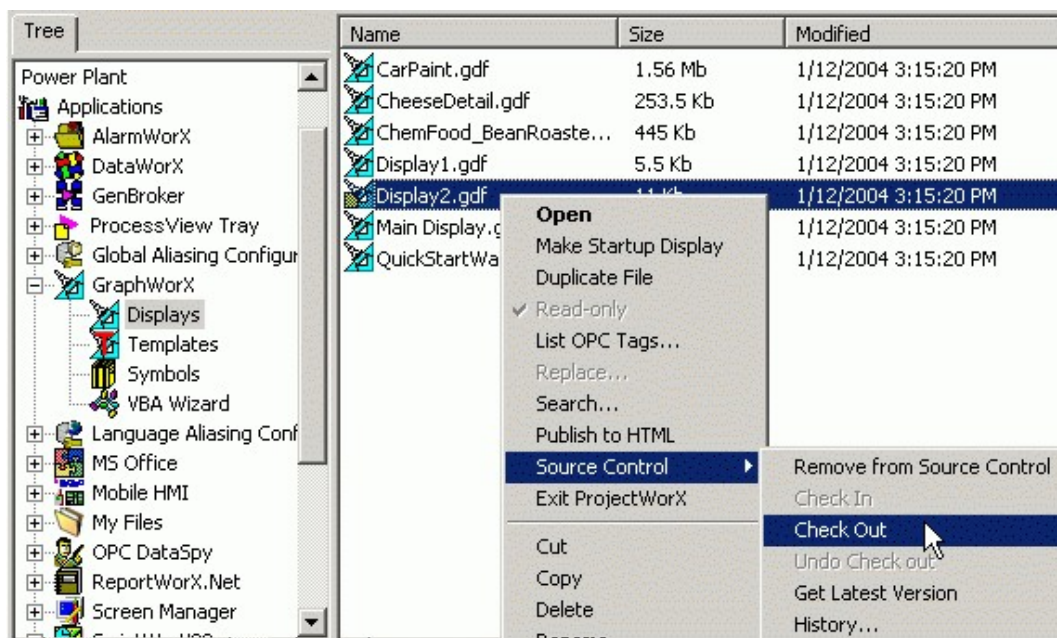 Tree
Power Plant
Applications
AlarmWorX
DataWorX
GenBroker
ProcessView Tray
Global Aliasing Configur
GraphWorX
Displays
Templates
Symbols
VBA Wizard
Language Aliasing Conf
MS Office
Mobile HMI
My Files
OPC DataSpy
ReportWorX.Net
Screen Manager
Name Size Modified
CarPaint.gdf 1.56 Mb 1/12/2004 3:15:20 PM
CheeseDetail.gdf 253.5 Kb 1/12/2004 3:15:20 PM
ChemFood_BeanRoaste... 445 Kb 1/12/2004 3:15:20 PM
Display1.gdf 5.5 Kb 1/12/2004 3:15:20 PM
Display2.gdf 11 Kb 1/12/2004 3:15:20 PM
Main Display.g 1/12/2004 3:15:20 PM
QuickStartWa 1/12/2004 3:15:20 PM
Open
Make Startup Display
Duplicate File
Read-only
List OPC Tags...
Replace...
Search...
Publish to HTML
Source Control
Exit ProjectWorX
Cut
Copy
Delete
Remove from Source Control
Check In
Check Out
Undo Check out
Get Latest Version
History...